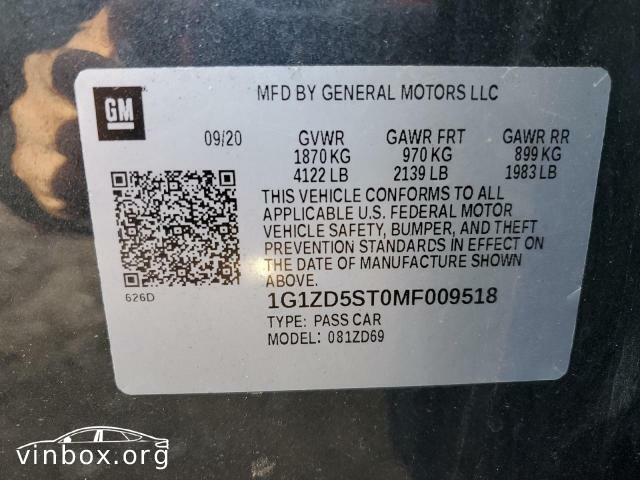 GM
MFD BY GENERAL MOTORS LLC
09/20 GVWR GAWR FRT GAWR RR
1870 KG 970 KG 899 KG
4122 LB 2139 LB 1983 LB
THIS VEHICLE CONFORMS TO ALL
APPLICABLE U.S. FEDERAL MOTOR
VEHICLE SAFETY, BUMPER, AND THEFT
PREVENTION STANDARDS IN EFFECT ON
THE DATE OF MANUFACTURE SHOWN
ABOVE.
626D
1G1ZD5ST0MF009518
TYPE: PASS CAR
MODEL: 081ZD69
vinbox.org